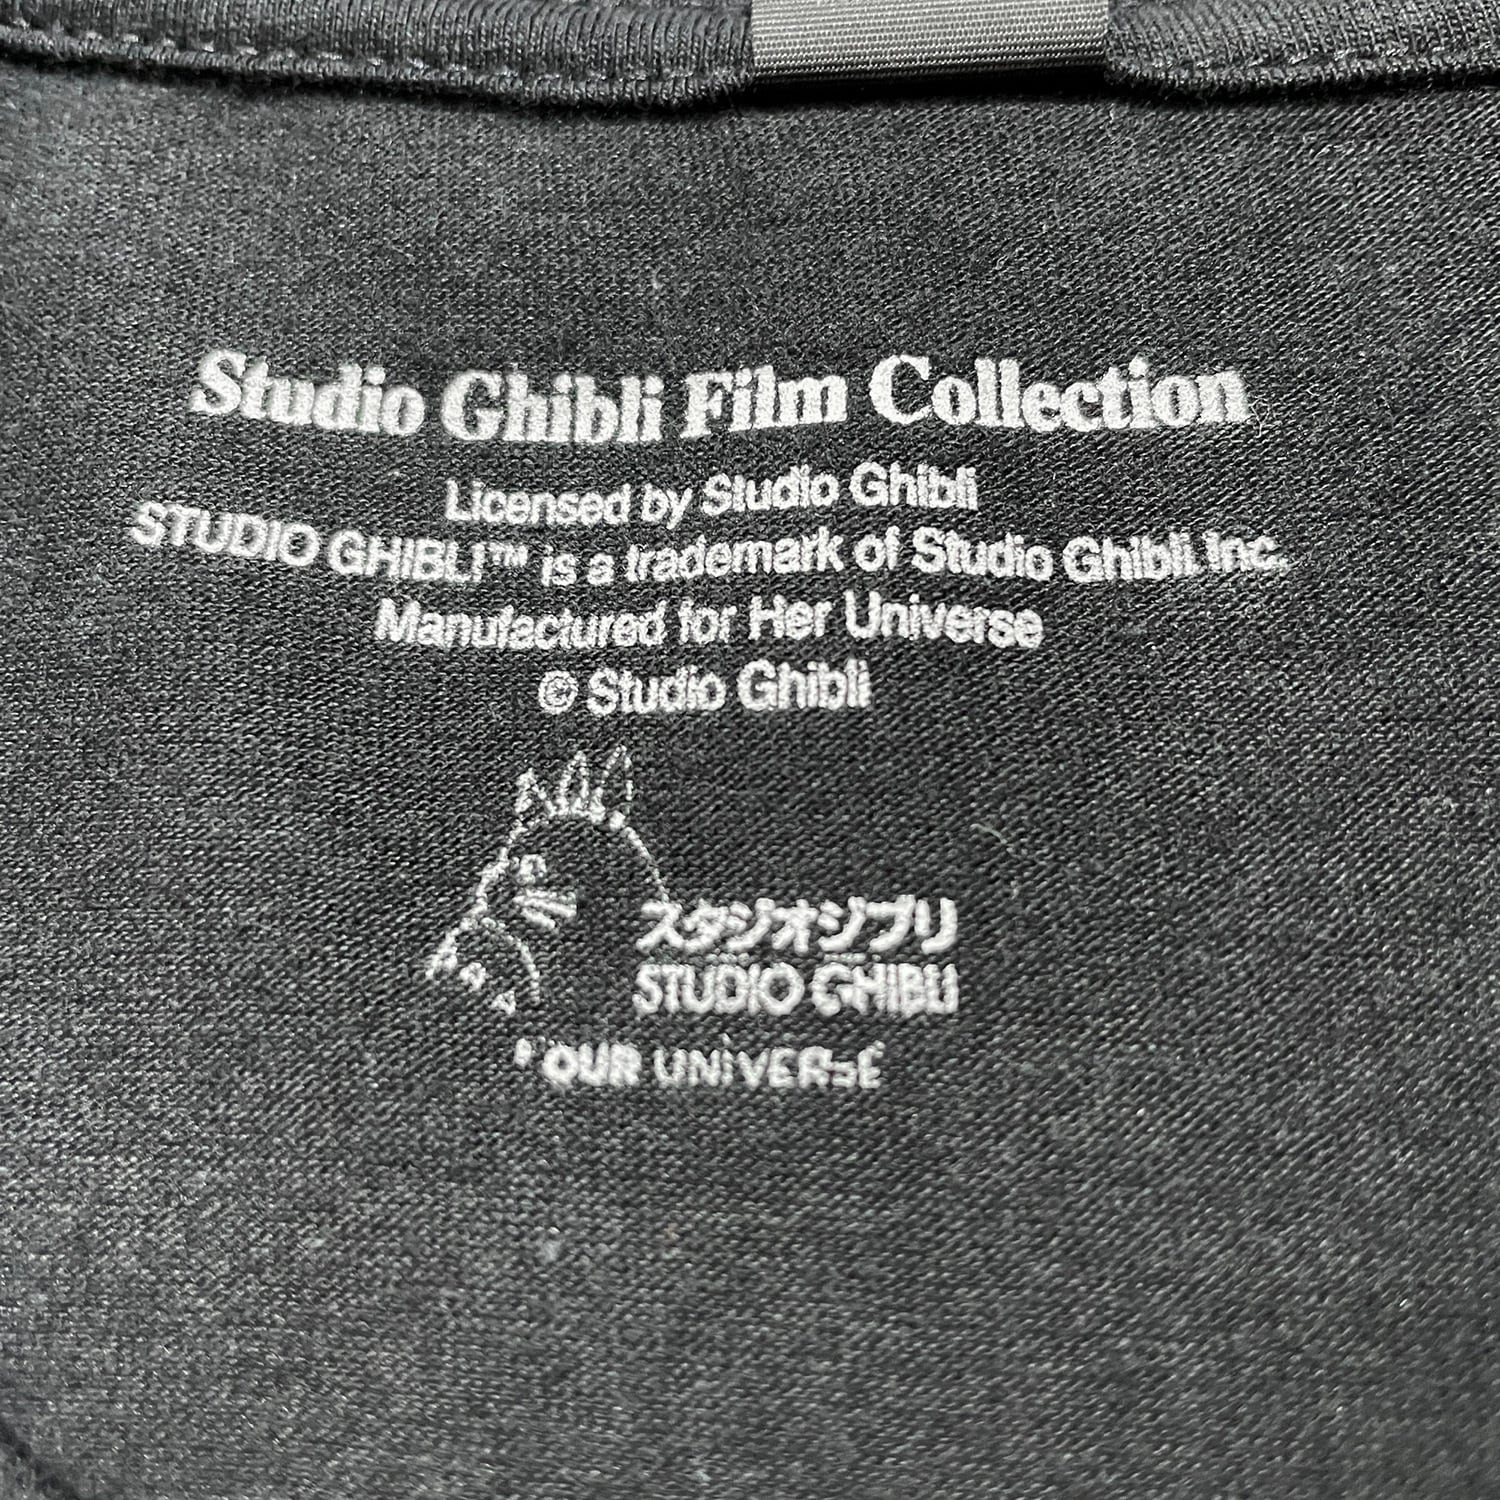 Studio Ghibli Film Collection
Licensed by Studio Ghibli
STUDIO GHIBLI™ is a trademark of Studio Ghibli Inc.
Manufactured for Her Universe
© Studio Ghibli
スタジオジブリ
STUDIO GHIBLI
OUR UNIVERSE